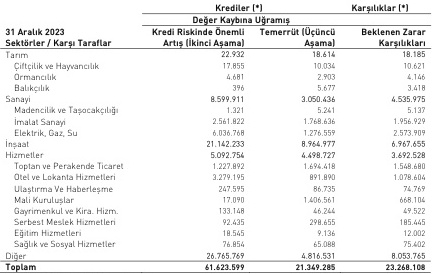 Krediler (*) Karşılıklar (*)
Değer Kaybına Uğramış
31 Aralık 2023 Kredi Riskinde Önemli Temerrüt (Üçüncü Beklenen Zarar
Sektörler / Karşı Taraflar Artış (İkinci Aşama) Aşama) Karşılıkları
Tarım 22.932 18.614 18.185
Çiftçilik ve Hayvancılık 17.855 10.034 10.621
Ormancılık 4.681 2.903 4.146
Balıkçılık 396 5.677 3.418
Sanayi 8.599.911 3.050.436 4.535.975
Madencilik ve Taşocakçılığı 1.321 5.241 5.137
İmalat Sanayi 2.561.822 1.768.636 1.956.929
Elektrik, Gaz, Su 6.036.768 1.276.559 2.573.909
İnşaat 21.142.233 8.964.977 6.967.655
Hizmetler 5.092.754 4.498.727 3.692.528
Toptan ve Perakende Ticaret 1.227.892 1.694.418 1.548.680
Otel ve Lokanta Hizmetleri 3.279.195 891.890 1.078.604
Ulaştırma Ve Haberleşme 247.595 86.735 74.769
Mali Kuruluşlar 17.090 1.406.561 668.104
Gayrimenkul ve Kira. Hizm. 133.148 46.244 49.522
Serbest Meslek Hizmetleri 92.435 298.655 185.445
Eğitim Hizmetleri 18.545 9.136 12.002
Sağlık ve Sosyal Hizmetler 76.854 65.088 75.402
Diğer 26.765.769 4.816.531 8.053.765
Toplam 61.623.599 21.349.285 23.268.108